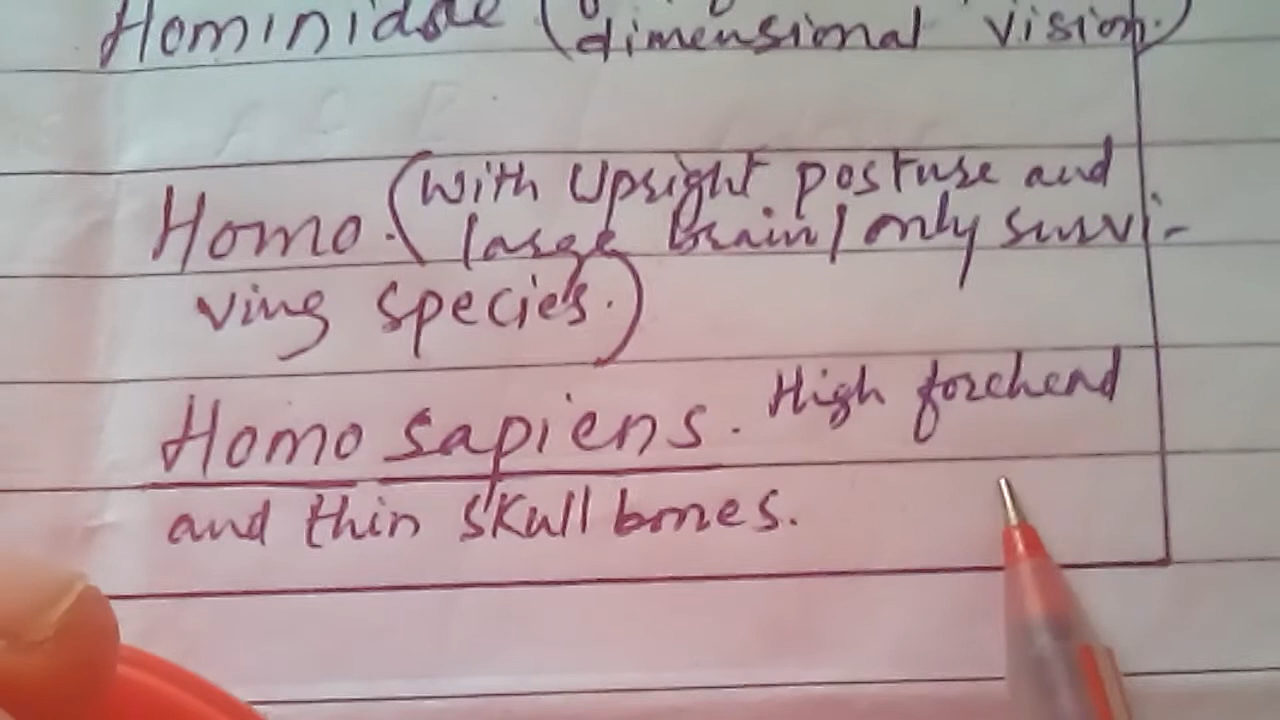 Hominidae (dimensional vision.)
Homo. (with Upright posture and
large brain/only survi-
ving species.)
Homo sapiens. High forehead
and thin skull bones.